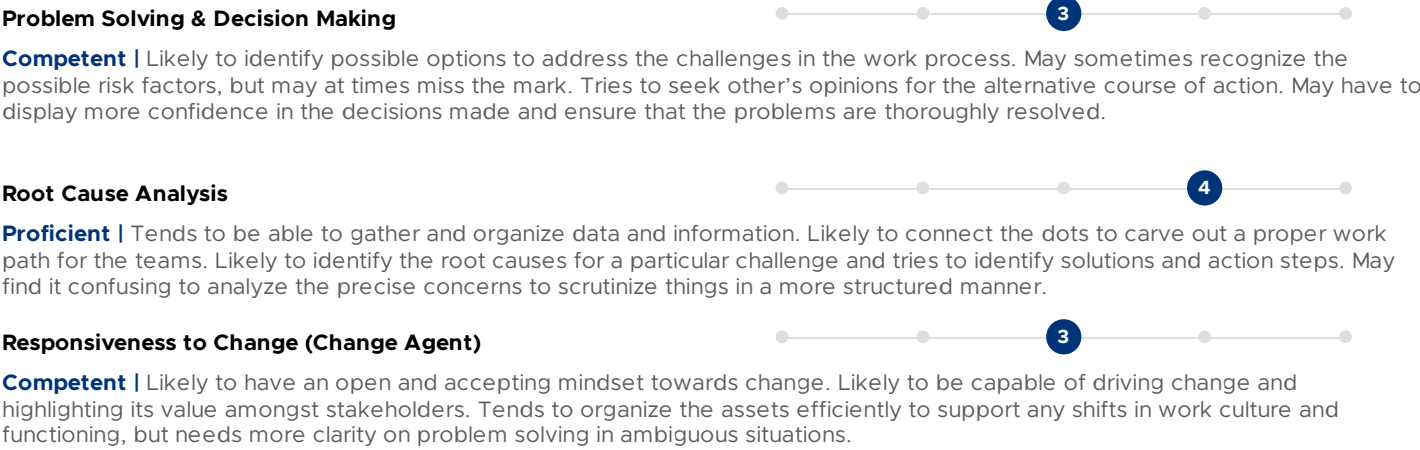 Problem Solving & Decision Making
3
Competent | Likely to identify possible options to address the challenges in the work process. May sometimes recognize the
possible risk factors, but may at times miss the mark. Tries to seek other’s opinions for the alternative course of action. May have to
display more confidence in the decisions made and ensure that the problems are thoroughly resolved.
Root Cause Analysis
4
Proficient | Tends to be able to gather and organize data and information. Likely to connect the dots to carve out a proper work
path for the teams. Likely to identify the root causes for a particular challenge and tries to identify solutions and action steps. May
find it confusing to analyze the precise concerns to scrutinize things in a more structured manner.
Responsiveness to Change (Change Agent)
3
Competent | Likely to have an open and accepting mindset towards change. Likely to be capable of driving change and
highlighting its value amongst stakeholders. Tends to organize the assets efficiently to support any shifts in work culture and
functioning, but needs more clarity on problem solving in ambiguous situations.